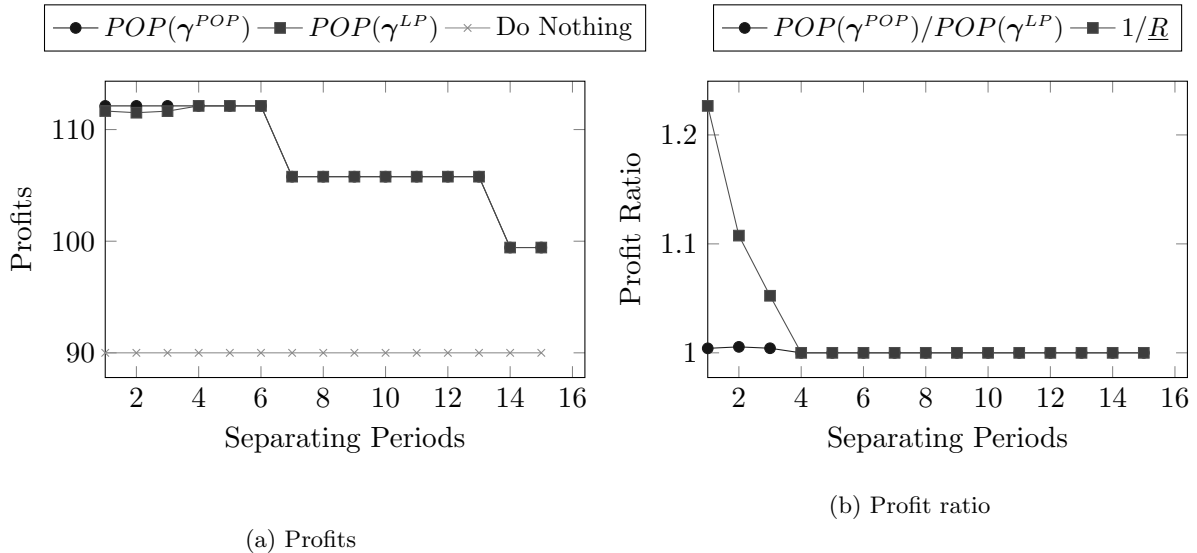 POP(γ^POP) POP(γ^LP) Do Nothing
POP(γ^POP)/POP(γ^LP) 1/R
110
100
90
2 4 6 8 10 12 14 16
Profits
Separating Periods
(a) Profits
1.2
1.1
1
2 4 6 8 10 12 14 16
Profit Ratio
Separating Periods
(b) Profit ratio